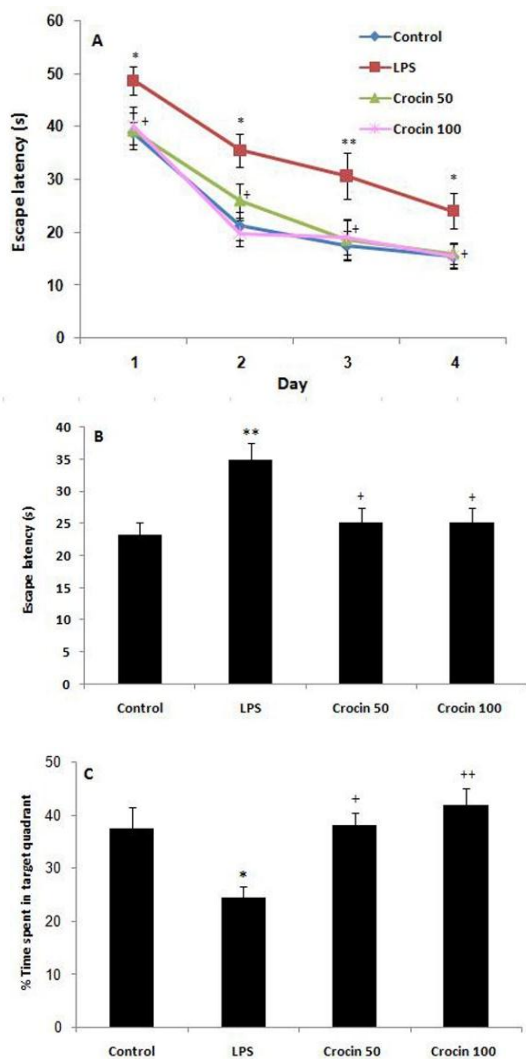 A
Control
LPS
Crocin 50
Crocin 100
Escape latency (s)
60
50
40
30
20
10
0
*
+
*
+
**
+
*
+
1 2 3 4
Day
B
Escape latency (s)
40
35
30
25
20
15
10
5
0
**
+
+
Control LPS Crocin 50 Crocin 100
C
% Time spent in target quadrant
50
40
30
20
10
0
*
+
++
Control LPS Crocin 50 Crocin 100